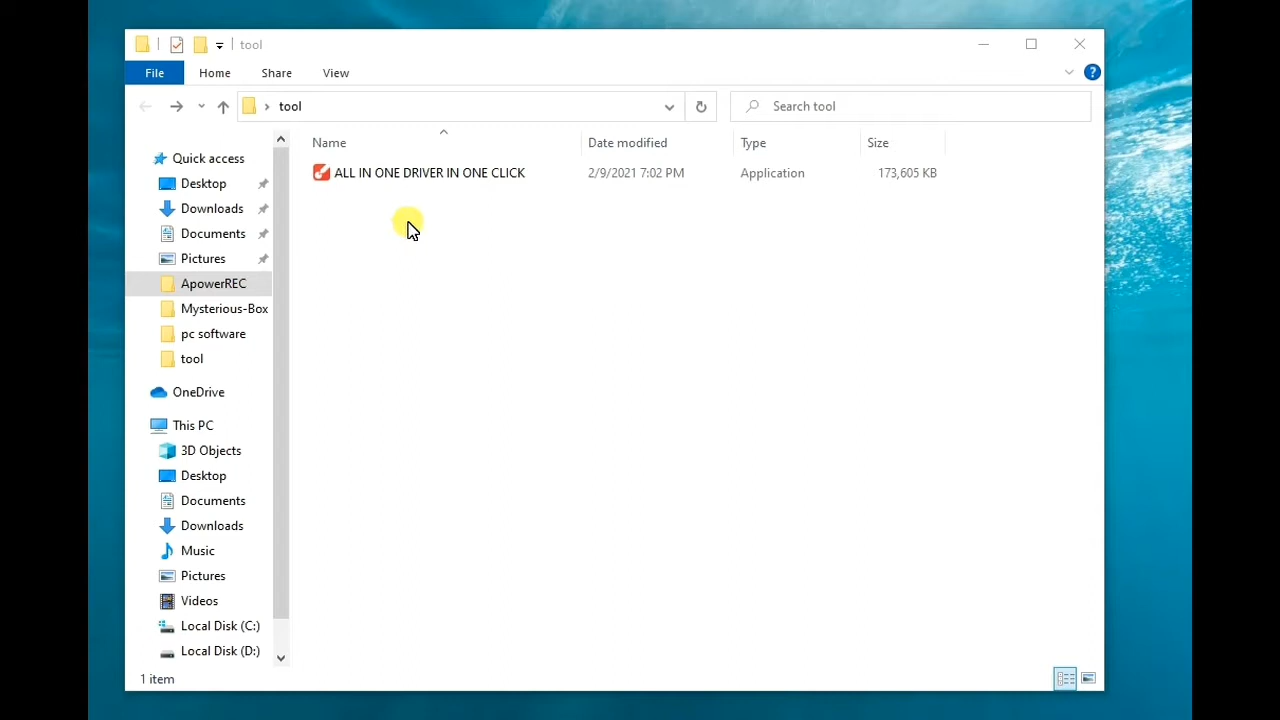 tool
File Home Share View
tool
Search tool
Name Date modified Type Size
ALL IN ONE DRIVER IN ONE CLICK 2/9/2021 7:02 PM Application 173,605 KB
Quick access
Desktop
Downloads
Documents
Pictures
ApowerREC
Mysterious-Box
pc software
tool
OneDrive
This PC
3D Objects
Desktop
Documents
Downloads
Music
Pictures
Videos
Local Disk (C:)
Local Disk (D:)
1 item